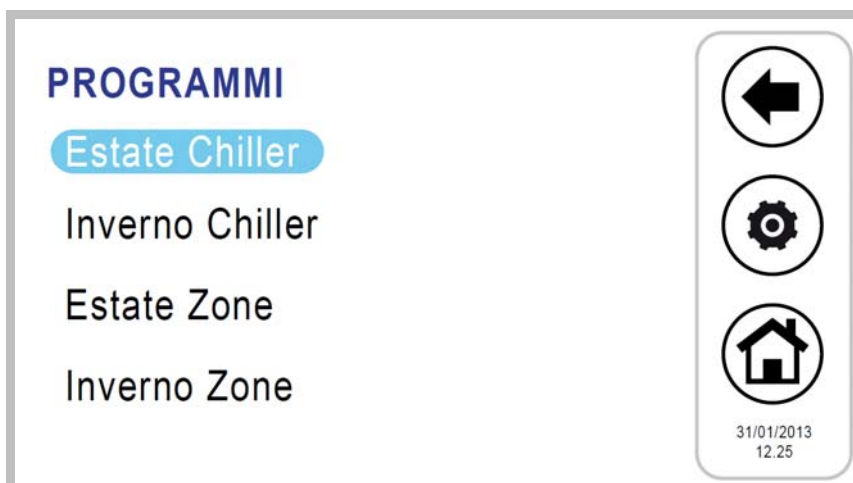 PROGRAMMI
Estate Chiller
Inverno Chiller
Estate Zone
Inverno Zone
31/01/2013
12.25